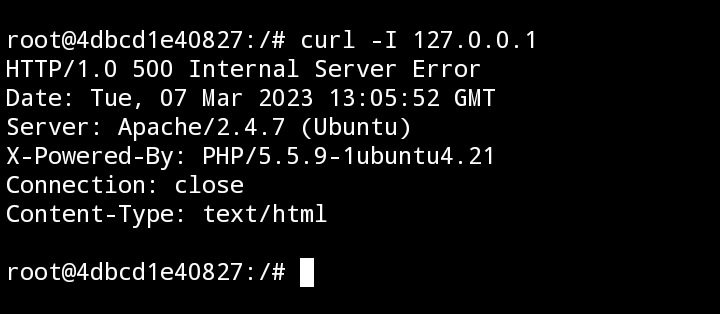 root@4dbcd1e40827:/# curl -I 127.0.0.1
HTTP/1.0 500 Internal Server Error
Date: Tue, 07 Mar 2023 13:05:52 GMT
Server: Apache/2.4.7 (Ubuntu)
X-Powered-By: PHP/5.5.9-1ubuntu4.21
Connection: close
Content-Type: text/html
root@4dbcd1e40827:/#